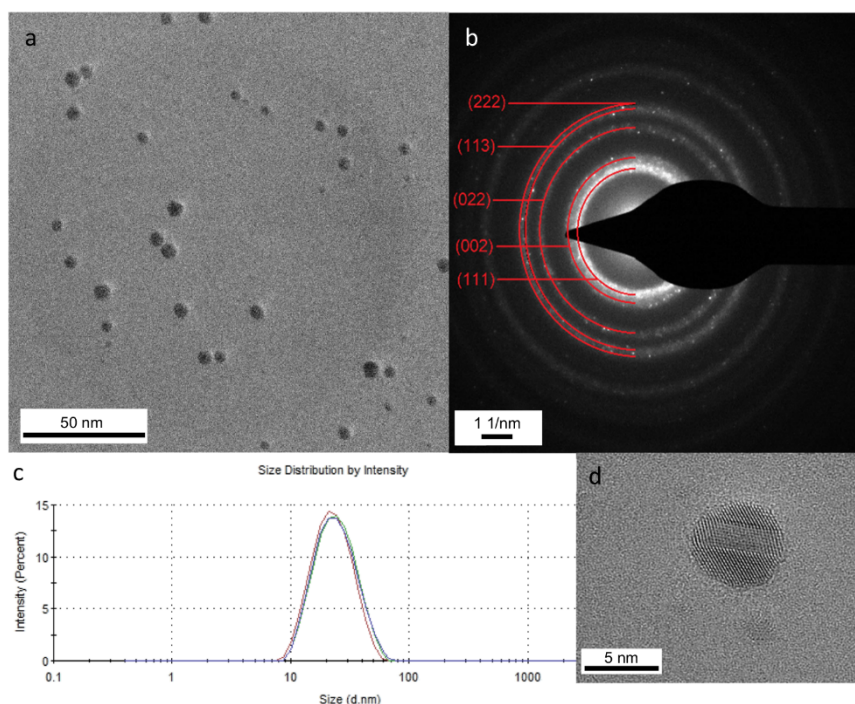 a
50 nm
b
(222)
(113)
(022)
(002)
(111)
1 1/nm
c
Size Distribution by Intensity
15
10
5
0
Intensity (Percent)
0.1 1 10 100 1000
Size (d.nm)
d
5 nm